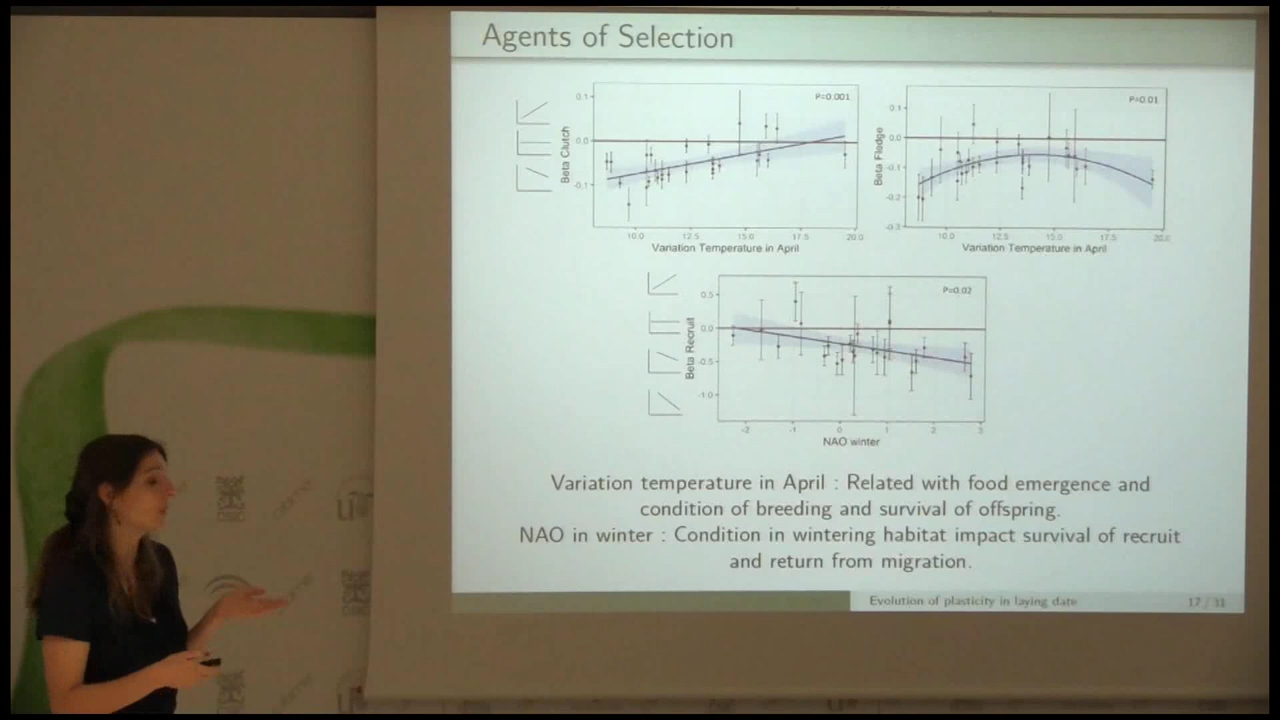 Agents of Selection
0.1
0.0
-0.1
Beta Clutch
P=0.001
10.0 12.5 15.0 17.5 20.0
Variation Temperature in April
0.1
0.0
-0.1
-0.2
-0.3
Beta Fledge
P=0.01
10.0 12.5 15.0 17.5 20.0
Variation Temperature in April
0.5
0.0
-0.5
-1.0
Beta Recruit
P=0.02
-2 -1 0 1 2 3
NAO winter
Variation temperature in April : Related with food emergence and
condition of breeding and survival of offspring.
NAO in winter : Condition in wintering habitat impact survival of recruit
and return from migration.
Evolution of plasticity in laying date 17 / 31